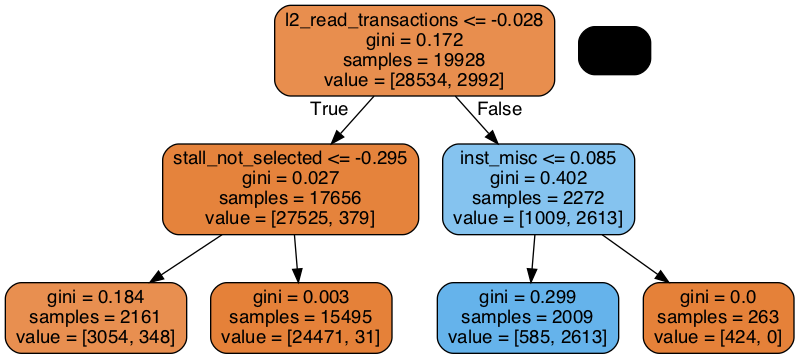 l2_read_transactions <= -0.028
gini = 0.172
samples = 19928
value = [28534, 2992]
True
False
stall_not_selected <= -0.295
gini = 0.027
samples = 17656
value = [27525, 379]
inst_misc <= 0.085
gini = 0.402
samples = 2272
value = [1009, 2613]
gini = 0.184
samples = 2161
value = [3054, 348]
gini = 0.003
samples = 15495
value = [24471, 31]
gini = 0.299
samples = 2009
value = [585, 2613]
gini = 0.0
samples = 263
value = [424, 0]